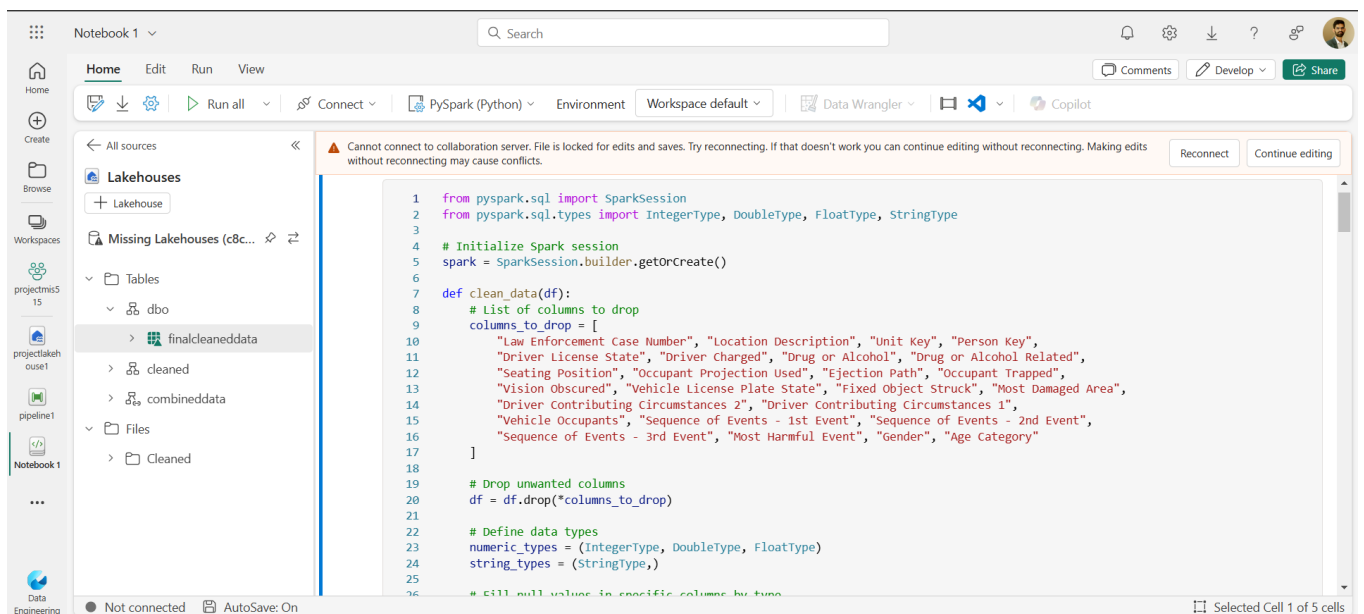 Notebook 1
Search
Home
Create
Browse
Workspaces
projectmis5
15
projectlakeh
ouse1
pipeline1
Notebook 1
Data
Engineering
Home Edit Run View
Comments Develop Share
Run all Connect PySpark (Python) Environment Workspace default Data Wrangler Copilot
All sources
Lakehouses
Lakehouse
Missing Lakehouses (c8c...
Tables
dbo
finalcleaneddata
cleaned
combineddata
Files
Cleaned
Cannot connect to collaboration server. File is locked for edits and saves. Try reconnecting. If that doesn't work you can continue editing without reconnecting. Making edits
without reconnecting may cause conflicts.
Reconnect Continue editing
1 from pyspark.sql import SparkSession
2 from pyspark.sql.types import IntegerType, DoubleType, FloatType, StringType
3
4 # Initialize Spark session
5 spark = SparkSession.builder.getOrCreate()
6
7 def clean_data(df):
8 # List of columns to drop
9 columns_to_drop = [
10 "Law Enforcement Case Number", "Location Description", "Unit Key", "Person Key",
11 "Driver License State", "Driver Charged", "Drug or Alcohol", "Drug or Alcohol Related",
12 "Seating Position", "Occupant Projection Used", "Ejection Path", "Occupant Trapped",
13 "Vision Obscured", "Vehicle License Plate State", "Fixed Object Struck", "Most Damaged Area",
14 "Driver Contributing Circumstances 2", "Driver Contributing Circumstances 1",
15 "Vehicle Occupants", "Sequence of Events - 1st Event", "Sequence of Events - 2nd Event",
16 "Sequence of Events - 3rd Event", "Most Harmful Event", "Gender", "Age Category"
17 ]
18
19 # Drop unwanted columns
20 df = df.drop(*columns_to_drop)
21
22 # Define data types
23 numeric_types = (IntegerType, DoubleType, FloatType)
24 string_types = (StringType,)
25
26 # Fill null values in specific columns by type
Not connected AutoSave: On
Selected Cell 1 of 5 cells